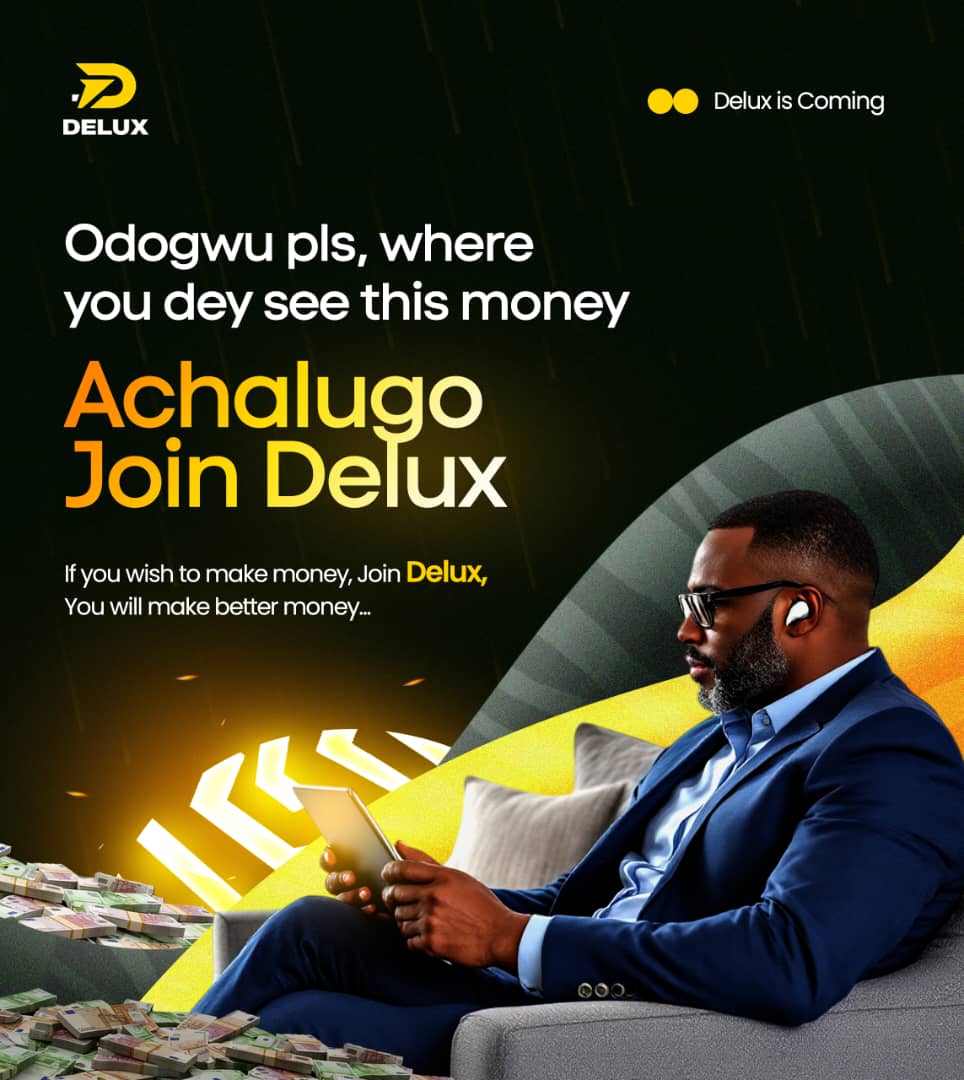 DELUX
Delux is Coming
Odogwu pls, where
you dey see this money
Achalugo
Join Delux
If you wish to make money, Join Delux,
You will make better money...